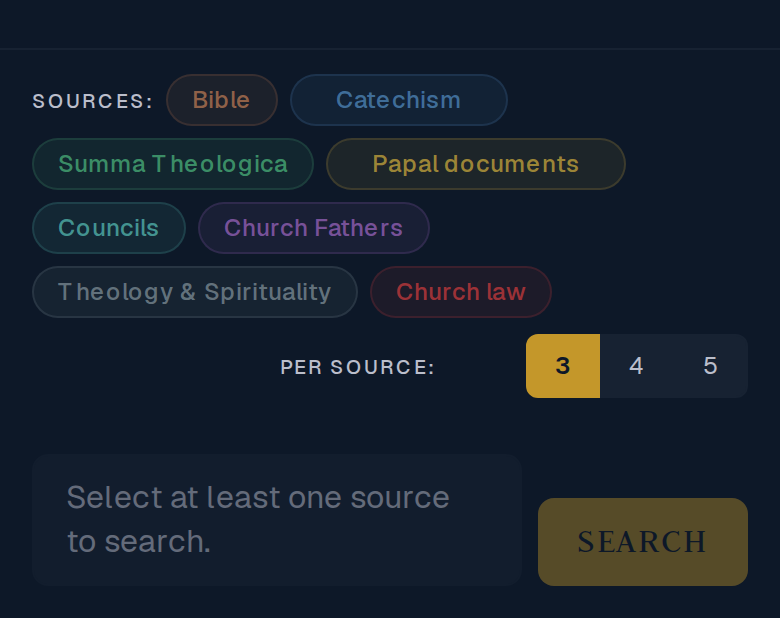 SOURCES: Bible Catechism
Summa Theologica Papal documents
Councils Church Fathers
Theology & Spirituality Church law
PER SOURCE: 3 4 5
Select at least one source
to search.
SEARCH